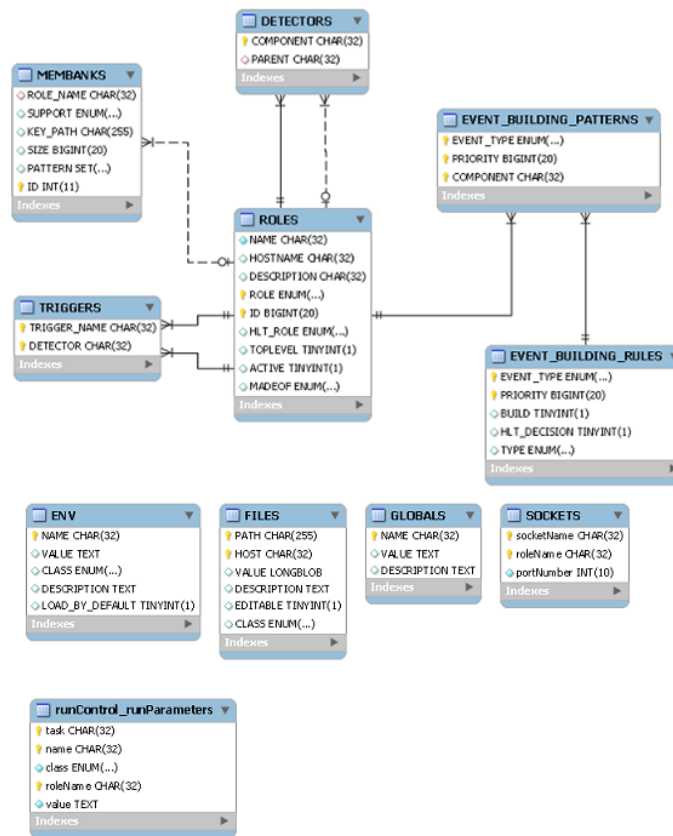 DETECTORS
COMPONENT CHAR(32)
PARENT CHAR(32)
Indexes
MEMBANKS
ROLE_NAME CHAR(32)
SUPPORT ENUM(...)
KEY_PATH CHAR(255)
SIZE BIGINT(20)
PATTERN SET(...)
ID INT(11)
Indexes
EVENT_BUILDING_PATTERNS
EVENT_TYPE ENUM(...)
PRIORITY BIGINT(20)
COMPONENT CHAR(32)
Indexes
ROLES
NAME CHAR(32)
HOSTNAME CHAR(32)
DESCRIPTION CHAR(32)
ROLE ENUM(...)
ID BIGINT(20)
HLT_ROLE ENUM(...)
TOPLEVEL TINYINT(1)
ACTIVE TINYINT(1)
MADEOF ENUM(...)
Indexes
TRIGGERS
TRIGGER_NAME CHAR(32)
DETECTOR CHAR(32)
Indexes
EVENT_BUILDING_RULES
EVENT_TYPE ENUM(...)
PRIORITY BIGINT(20)
BUILD TINYINT(1)
HLT_DECISION TINYINT(1)
TYPE ENUM(...)
Indexes
ENV
NAME CHAR(32)
VALUE TEXT
CLASS ENUM(...)
DESCRIPTION TEXT
LOAD_BY_DEFAULT TINYINT(1)
Indexes
FILES
PATH CHAR(255)
HOST CHAR(32)
VALUE LONGBLOB
DESCRIPTION TEXT
EDITABLE TINYINT(1)
CLASS ENUM(...)
Indexes
GLOBALS
NAME CHAR(32)
VALUE TEXT
DESCRIPTION TEXT
Indexes
SOCKETS
socketName CHAR(32)
roleName CHAR(32)
portNumber INT(10)
Indexes
runControl_runParameters
task CHAR(32)
name CHAR(32)
class ENUM(...)
roleName CHAR(32)
value TEXT
Indexes